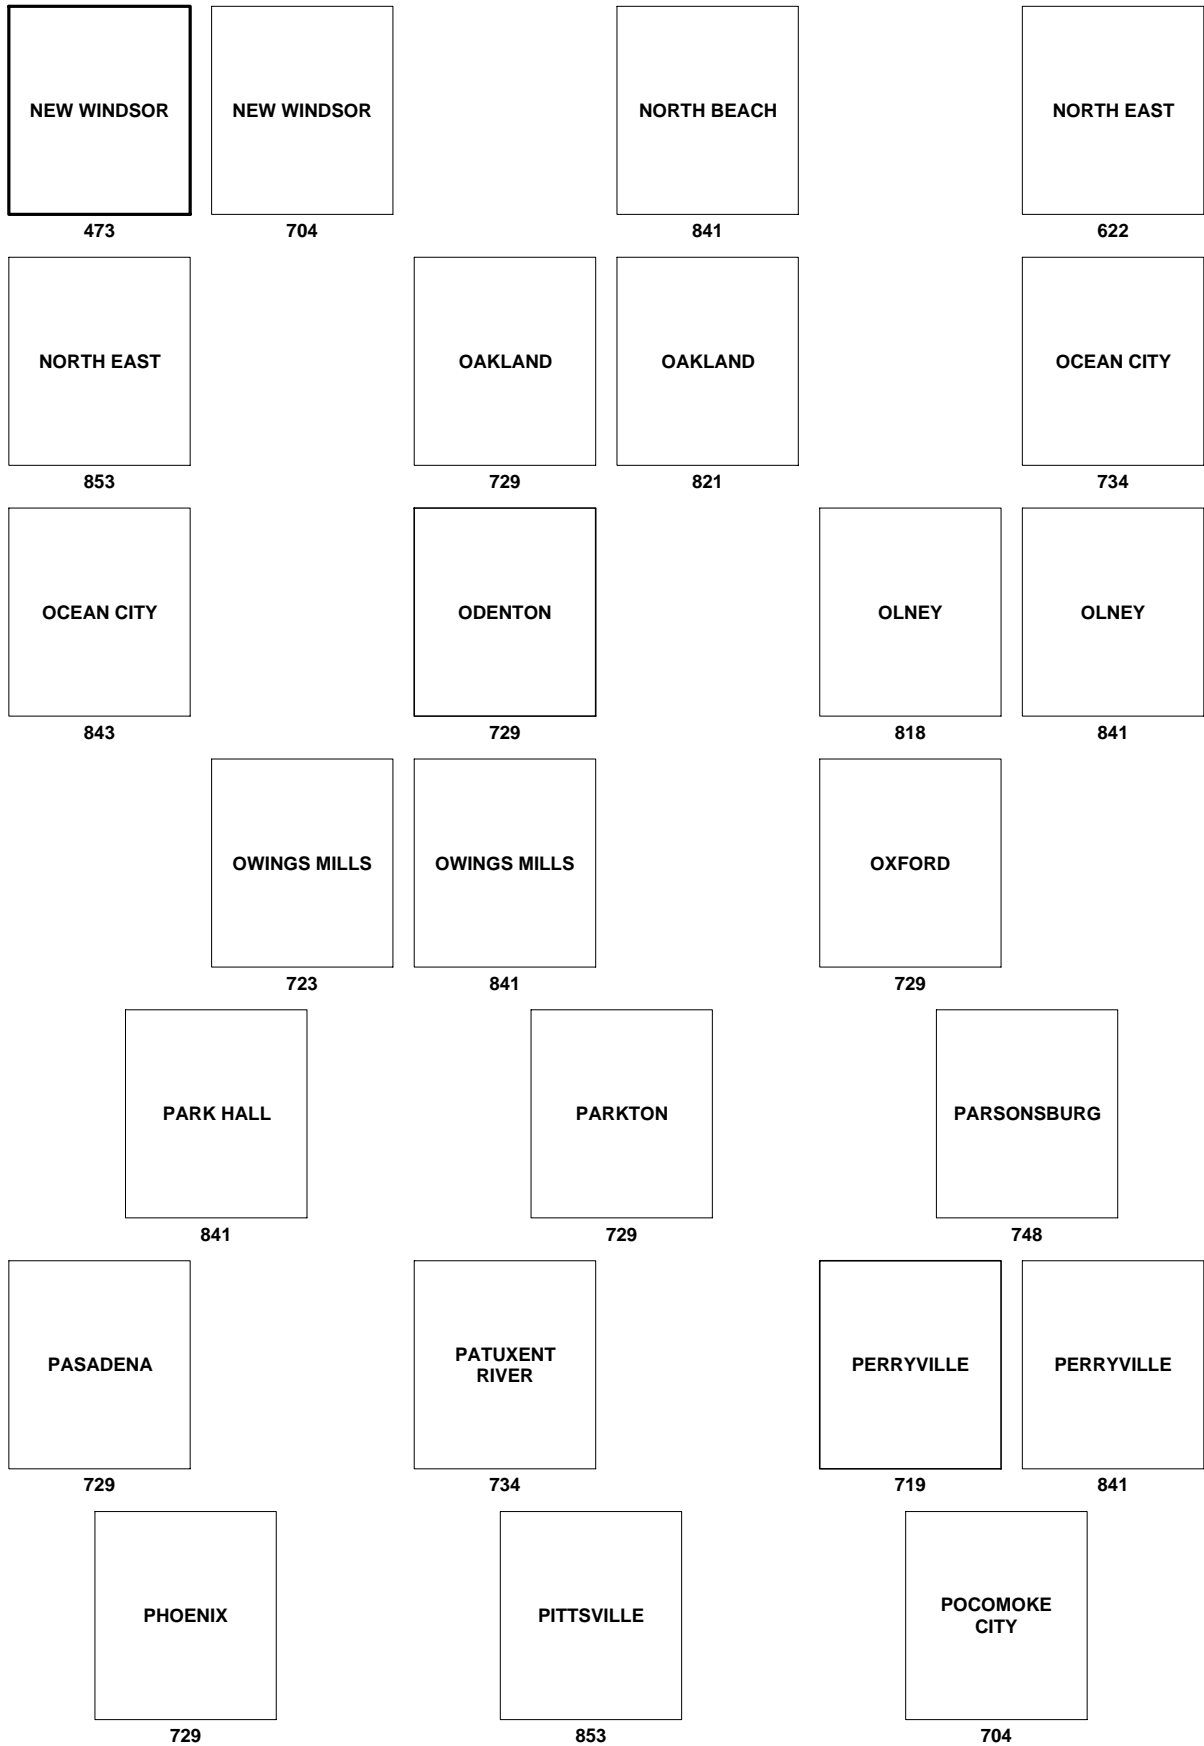 NEW WINDSOR NEW WINDSOR NORTH BEACH NORTH EAST
473 704 841 622
NORTH EAST OAKLAND OAKLAND OCEAN CITY
853 729 821 734
OCEAN CITY ODENTON OLNEY OLNEY
843 729 818 841
OWINGS MILLS OWINGS MILLS OXFORD
723 841 729
PARK HALL PARKTON PARSONSBURG
841 729 748
PASADENA PATUXENT RIVER PERRYVILLE PERRYVILLE
729 734 719 841
PHOENIX PITTSVILLE POCOMOKE CITY
729 853 704